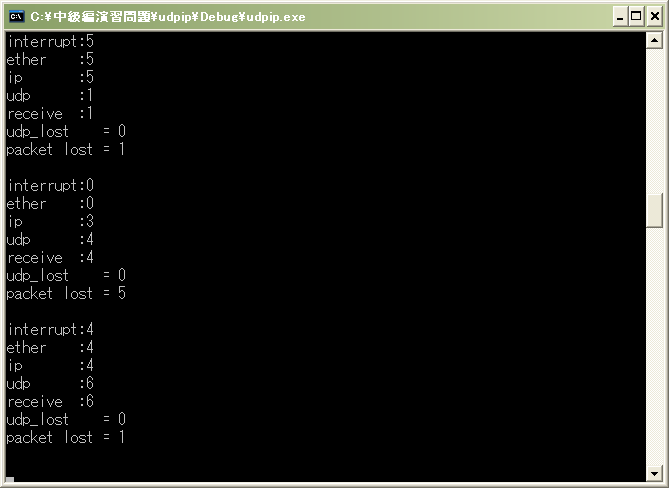 C:¥中級編演習問題¥udpip¥Debug¥udpip.exe
interrupt:5
ether    :5
ip       :5
udp      :1
receive  :1
udp_lost    = 0
packet lost = 1
interrupt:0
ether    :0
ip       :3
udp      :4
receive  :4
udp_lost    = 0
packet lost = 5
interrupt:4
ether    :4
ip       :4
udp      :6
receive  :6
udp_lost    = 0
packet lost = 1